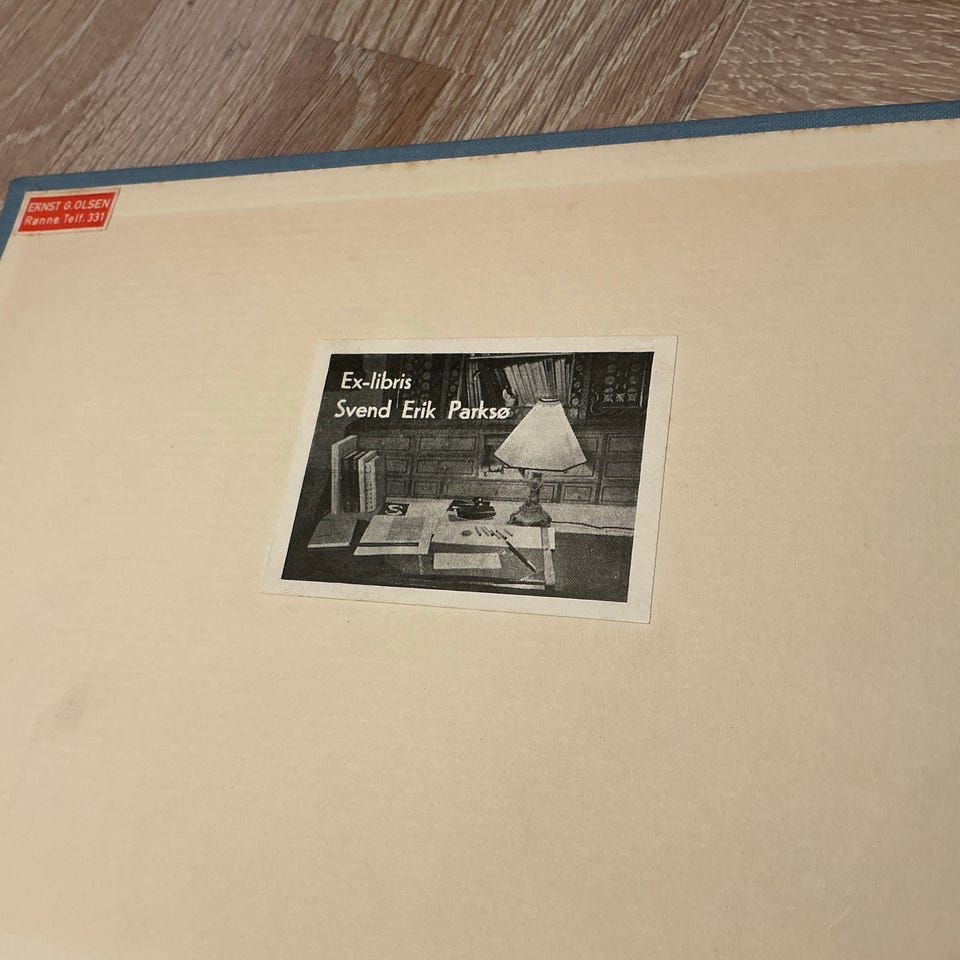 ERNST G. OLSEN
Rønne. Telf. 331
Ex-libris
Svend Erik Parksø
S